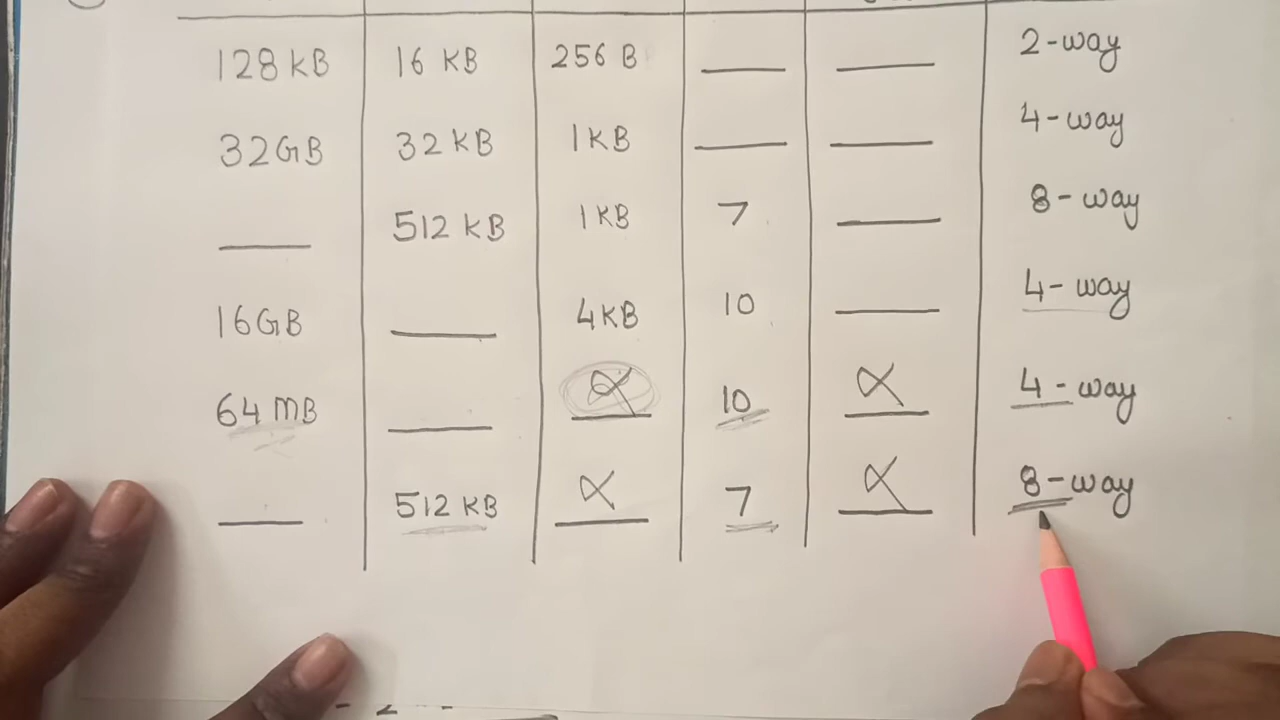 128 KB 16 KB 256 B ___ ___ 2-way
32GB 32 KB 1KB ___ ___ 4-way
___ 512 KB 1KB 7 ___ 8-way
16GB ___ 4KB 10 ___ 4-way
64 MB ___ α 10 α 4-way
___ 512 KB α 7 α 8-way